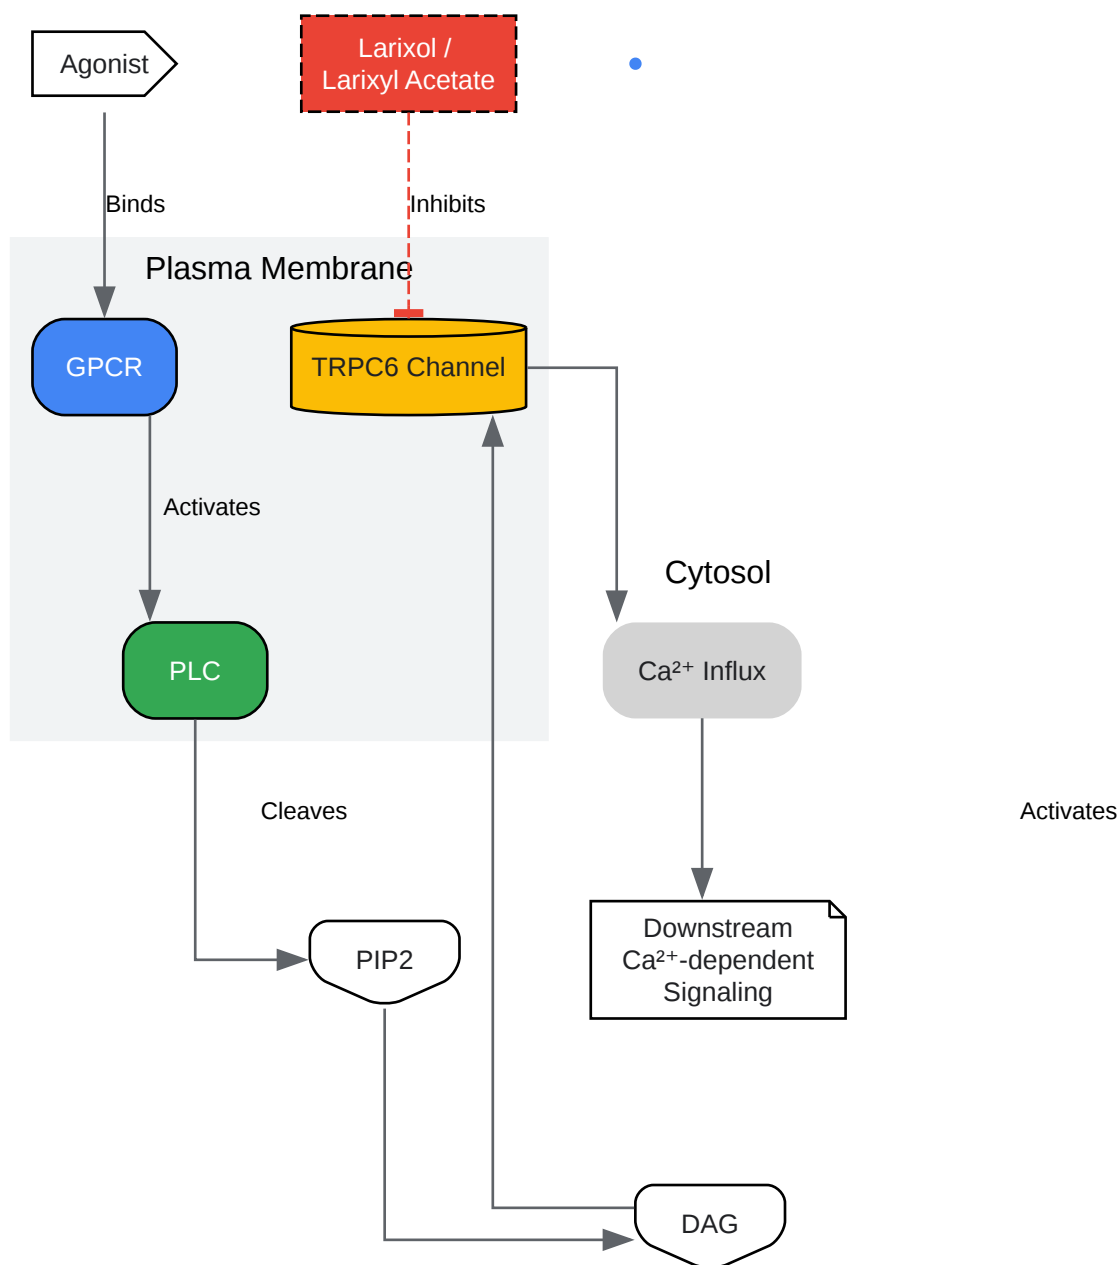 Agonist
Larixol /
Larixyl Acetate
Binds
Inhibits
Plasma Membrane
GPCR
TRPC6 Channel
Activates
Cytosol
PLC
Ca²⁺ Influx
Cleaves
Activates
Downstream
Ca²⁺-dependent
Signaling
PIP2
DAG